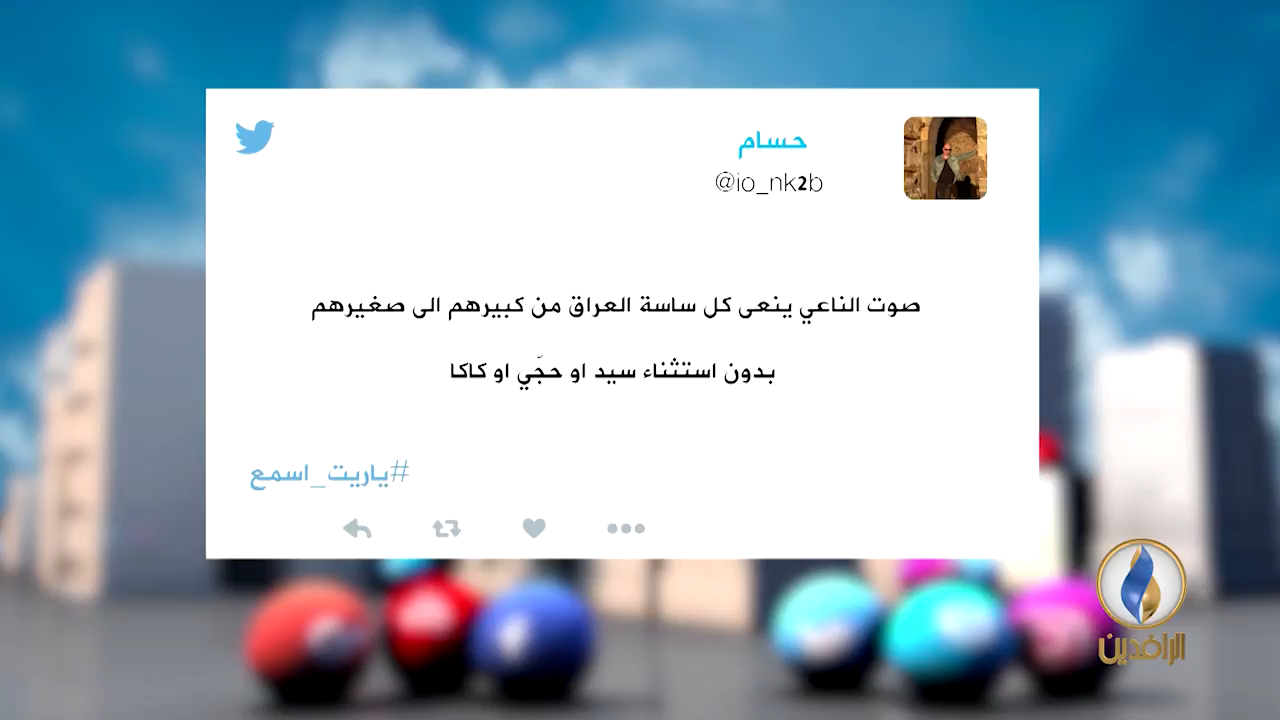 حسام
@io_nk2b
صوت الناعي ينعى كل ساسة العراق من كبيرهم الى صغيرهم
بدون استثناء سيد او حجَي او كاكا
#ياريت_اسمع
الرافدين